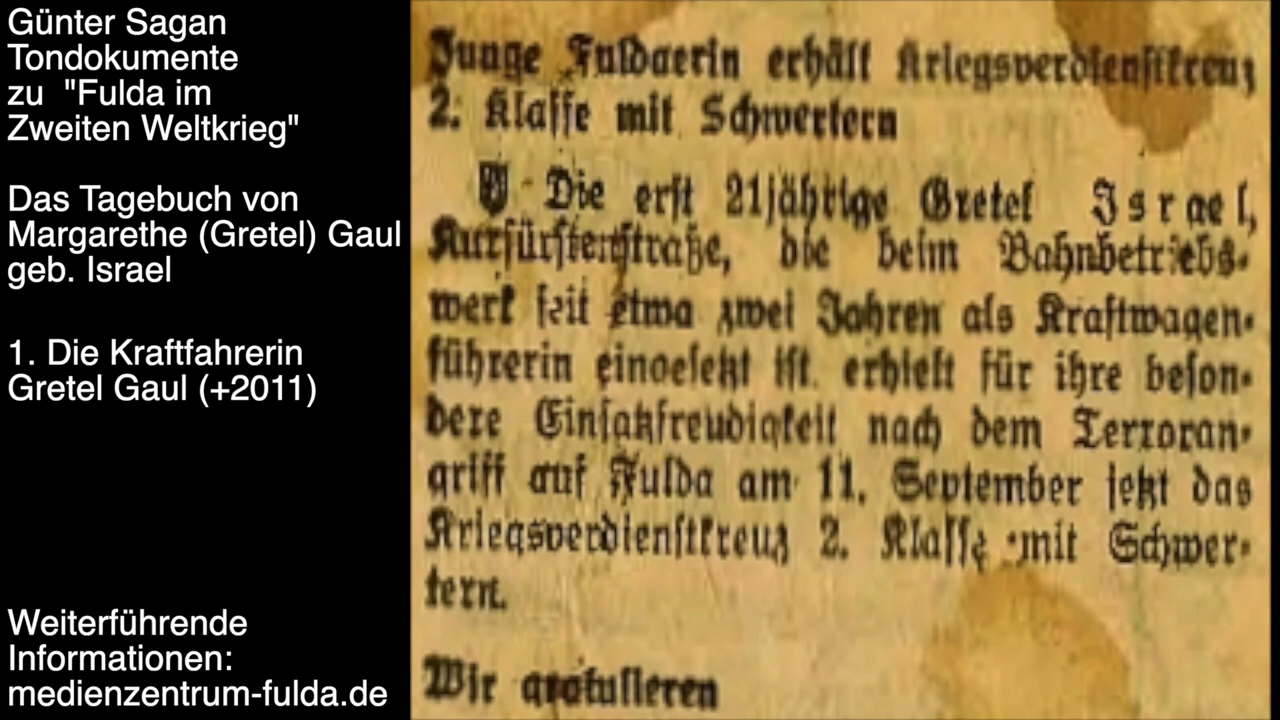 Günter Sagan
Tondokumente
zu "Fulda im
Zweiten Weltkrieg"
Das Tagebuch von
Margarethe (Gretel) Gaul
geb. Israel
1. Die Kraftfahrerin
Gretel Gaul (+2011)
Weiterführende
Informationen:
medienzentrum-fulda.de
Junge Fuldaerin erhält Kriegsverdienstkreuz
2. Klasse mit Schwertern
Die erst 21jährige Gretel Israel,
Kurfürstenstraße, die beim Bahnbetriebs-
werk seit etwa zwei Jahren als Kraftwagen-
führerin eingesetzt ist, erhielt für ihre beson-
dere Einsatzfreudigkeit nach dem Terroran-
griff auf Fulda am 11. September jetzt das
Kriegsverdienstkreuz 2. Klasse mit Schwer-
tern.
Wir gratulieren